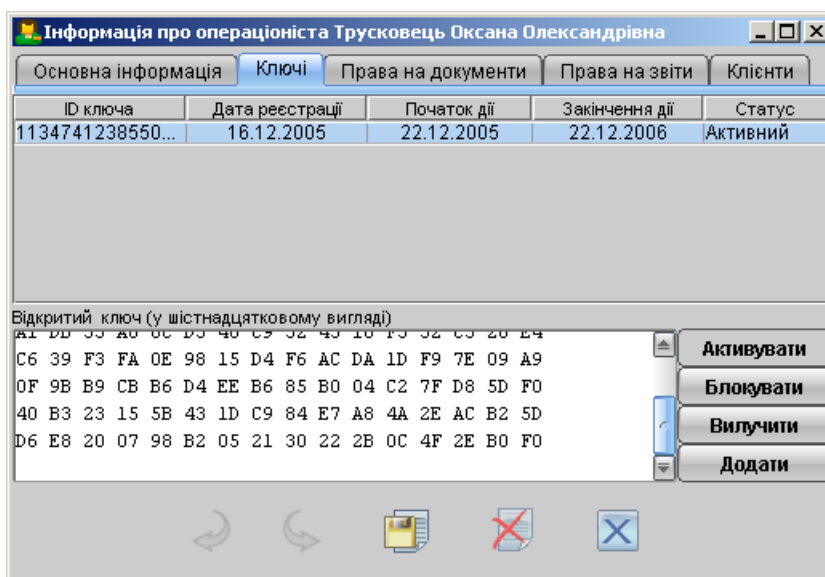 Інформація про операціоніста Трусковець Оксана Олександрівна
Основна інформація Ключі Права на документи Права на звіти Клієнти
ID ключа Дата реєстрації Початок дії Закінчення дії Статус
1134741238550... 16.12.2005 22.12.2005 22.12.2006 Активний
Відкритий ключ (у шістнадцятковому вигляді)
C6 39 F3 FA 0E 98 15 D4 F6 AC DA 1D F9 7E 09 A9
0F 9B B9 CB B6 D4 EE B6 85 B0 04 C2 7F D8 5D F0
40 B3 23 15 5B 43 1D C9 84 E7 A8 4A 2E AC B2 5D
D6 E8 20 07 98 B2 05 21 30 22 2B 0C 4F 2E B0 F0
Активувати
Блокувати
Вилучити
Додати